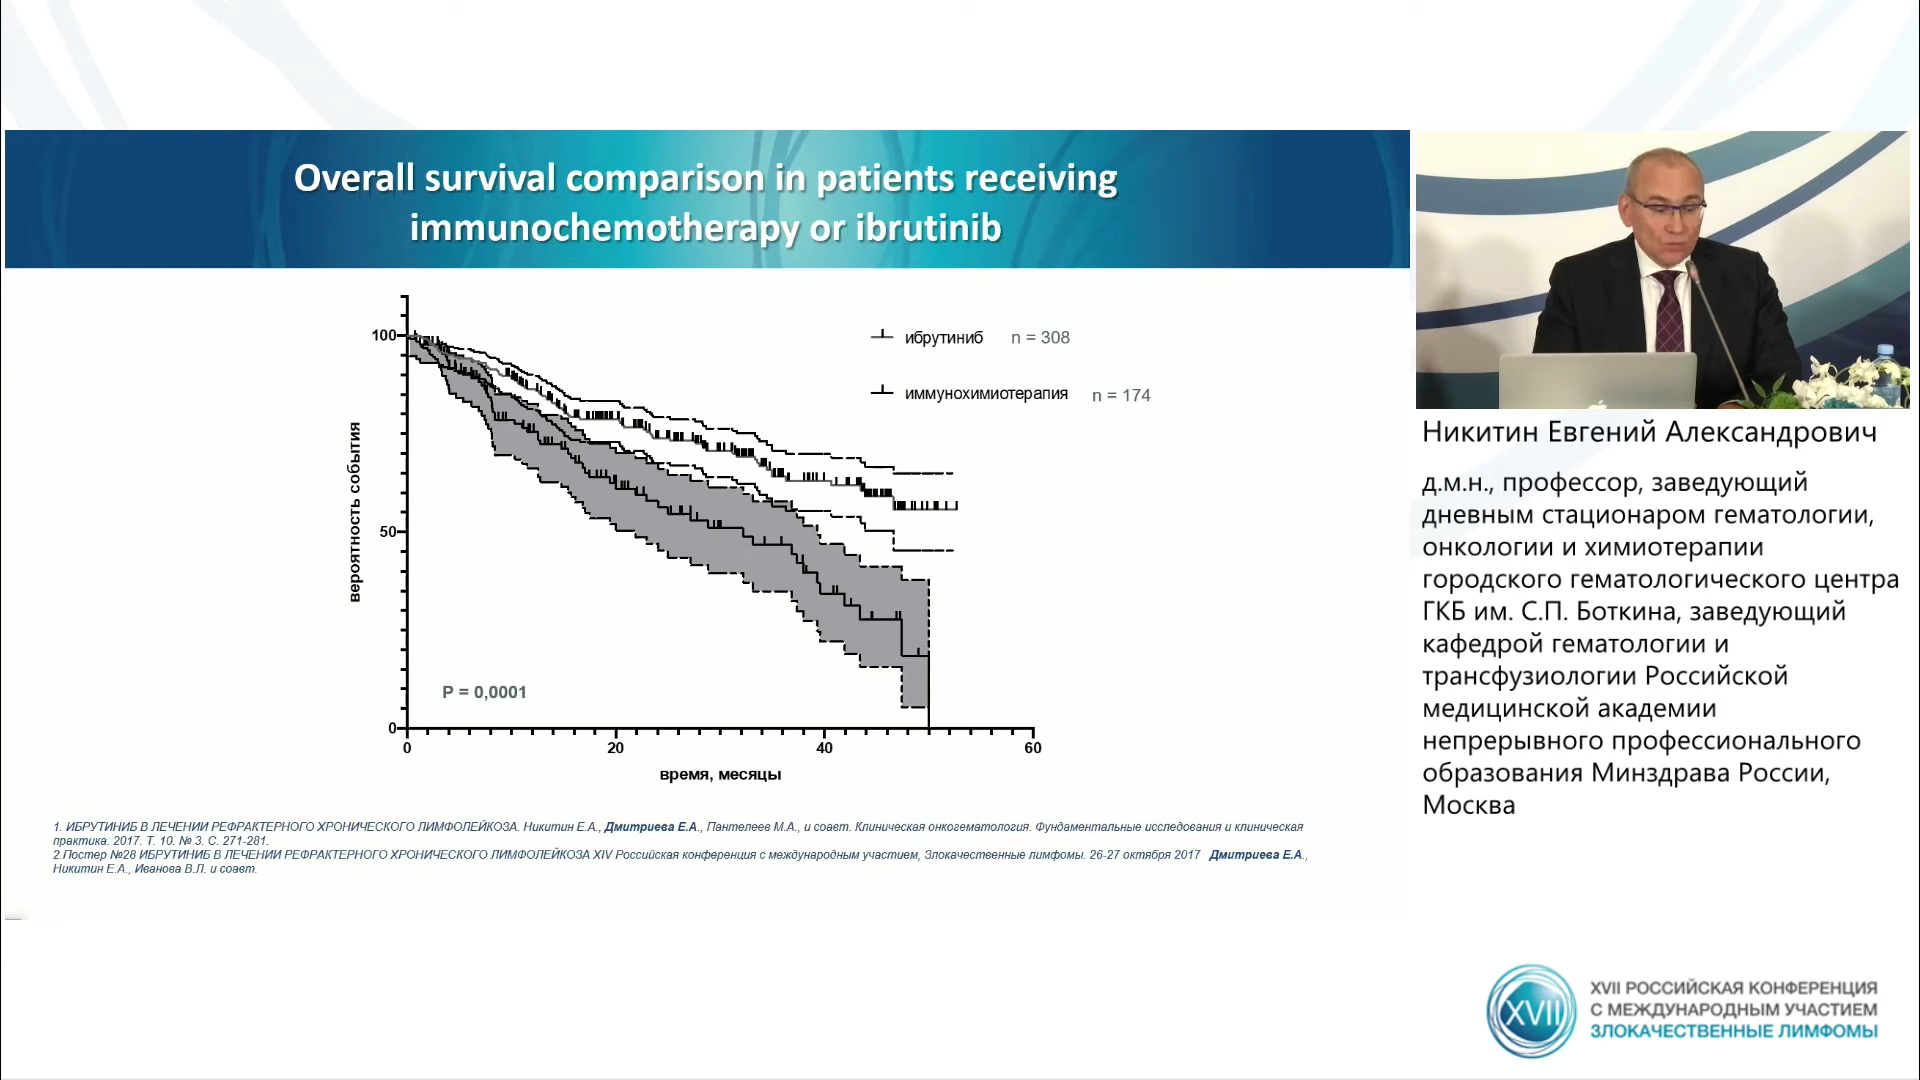 Overall survival comparison in patients receiving
immunochemotherapy or ibrutinib
100
50
0
0
20
40
60
вероятность события
время, месяцы
ибрутиниб n = 308
иммунохимиотерапия n = 174
P = 0,0001
1. ИБРУТИНИБ В ЛЕЧЕНИИ РЕФРАКТЕРНОГО ХРОНИЧЕСКОГО ЛИМФОЛЕЙКОЗА. Никитин Е.А., Дмитриева Е.А., Пантелеев М.А., и соавт. Клиническая онкогематология. Фундаментальные исследования и клиническая
практика. 2017. Т. 10. № 3. С. 271-281.
2.Постер №28 ИБРУТИНИБ В ЛЕЧЕНИИ РЕФРАКТЕРНОГО ХРОНИЧЕСКОГО ЛИМФОЛЕЙКОЗА XIV Российская конференция с международным участием, Злокачественные лимфомы. 26-27 октября 2017 Дмитриева Е.А.,
Никитин Е.А., Иванова В.Л. и соавт.
Никитин Евгений Александрович
д.м.н., профессор, заведующий
дневным стационаром гематологии,
онкологии и химиотерапии
городского гематологического центра
ГКБ им. С.П. Боткина, заведующий
кафедрой гематологии и
трансфузиологии Российской
медицинской академии
непрерывного профессионального
образования Минздрава России,
Москва
XVII
XVII РОССИЙСКАЯ КОНФЕРЕНЦИЯ
С МЕЖДУНАРОДНЫМ УЧАСТИЕМ
ЗЛОКАЧЕСТВЕННЫЕ ЛИМФОМЫ